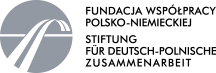 FUNDACJA WSPÓŁPRACY
POLSKO-NIEMIECKIEJ
STIFTUNG
FÜR DEUTSCH-POLNISCHE
ZUSAMMENARBEIT